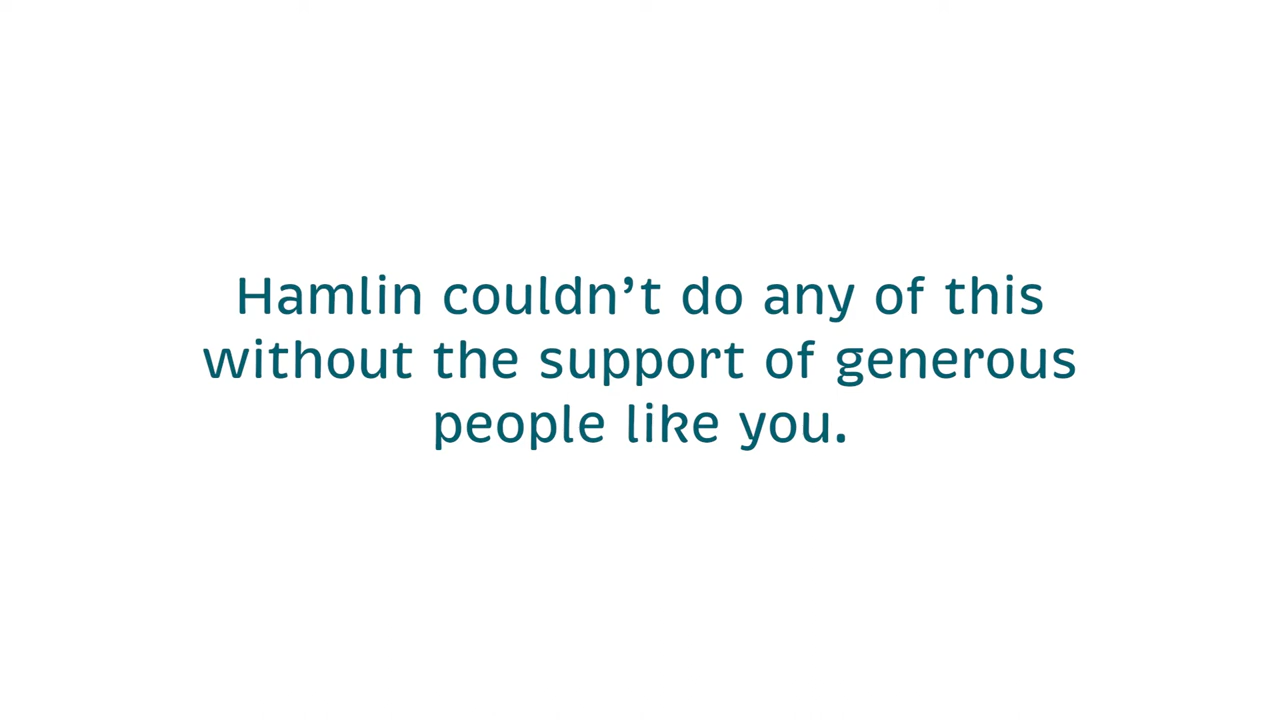 Hamlin couldn’t do any of this
without the support of generous
people like you.